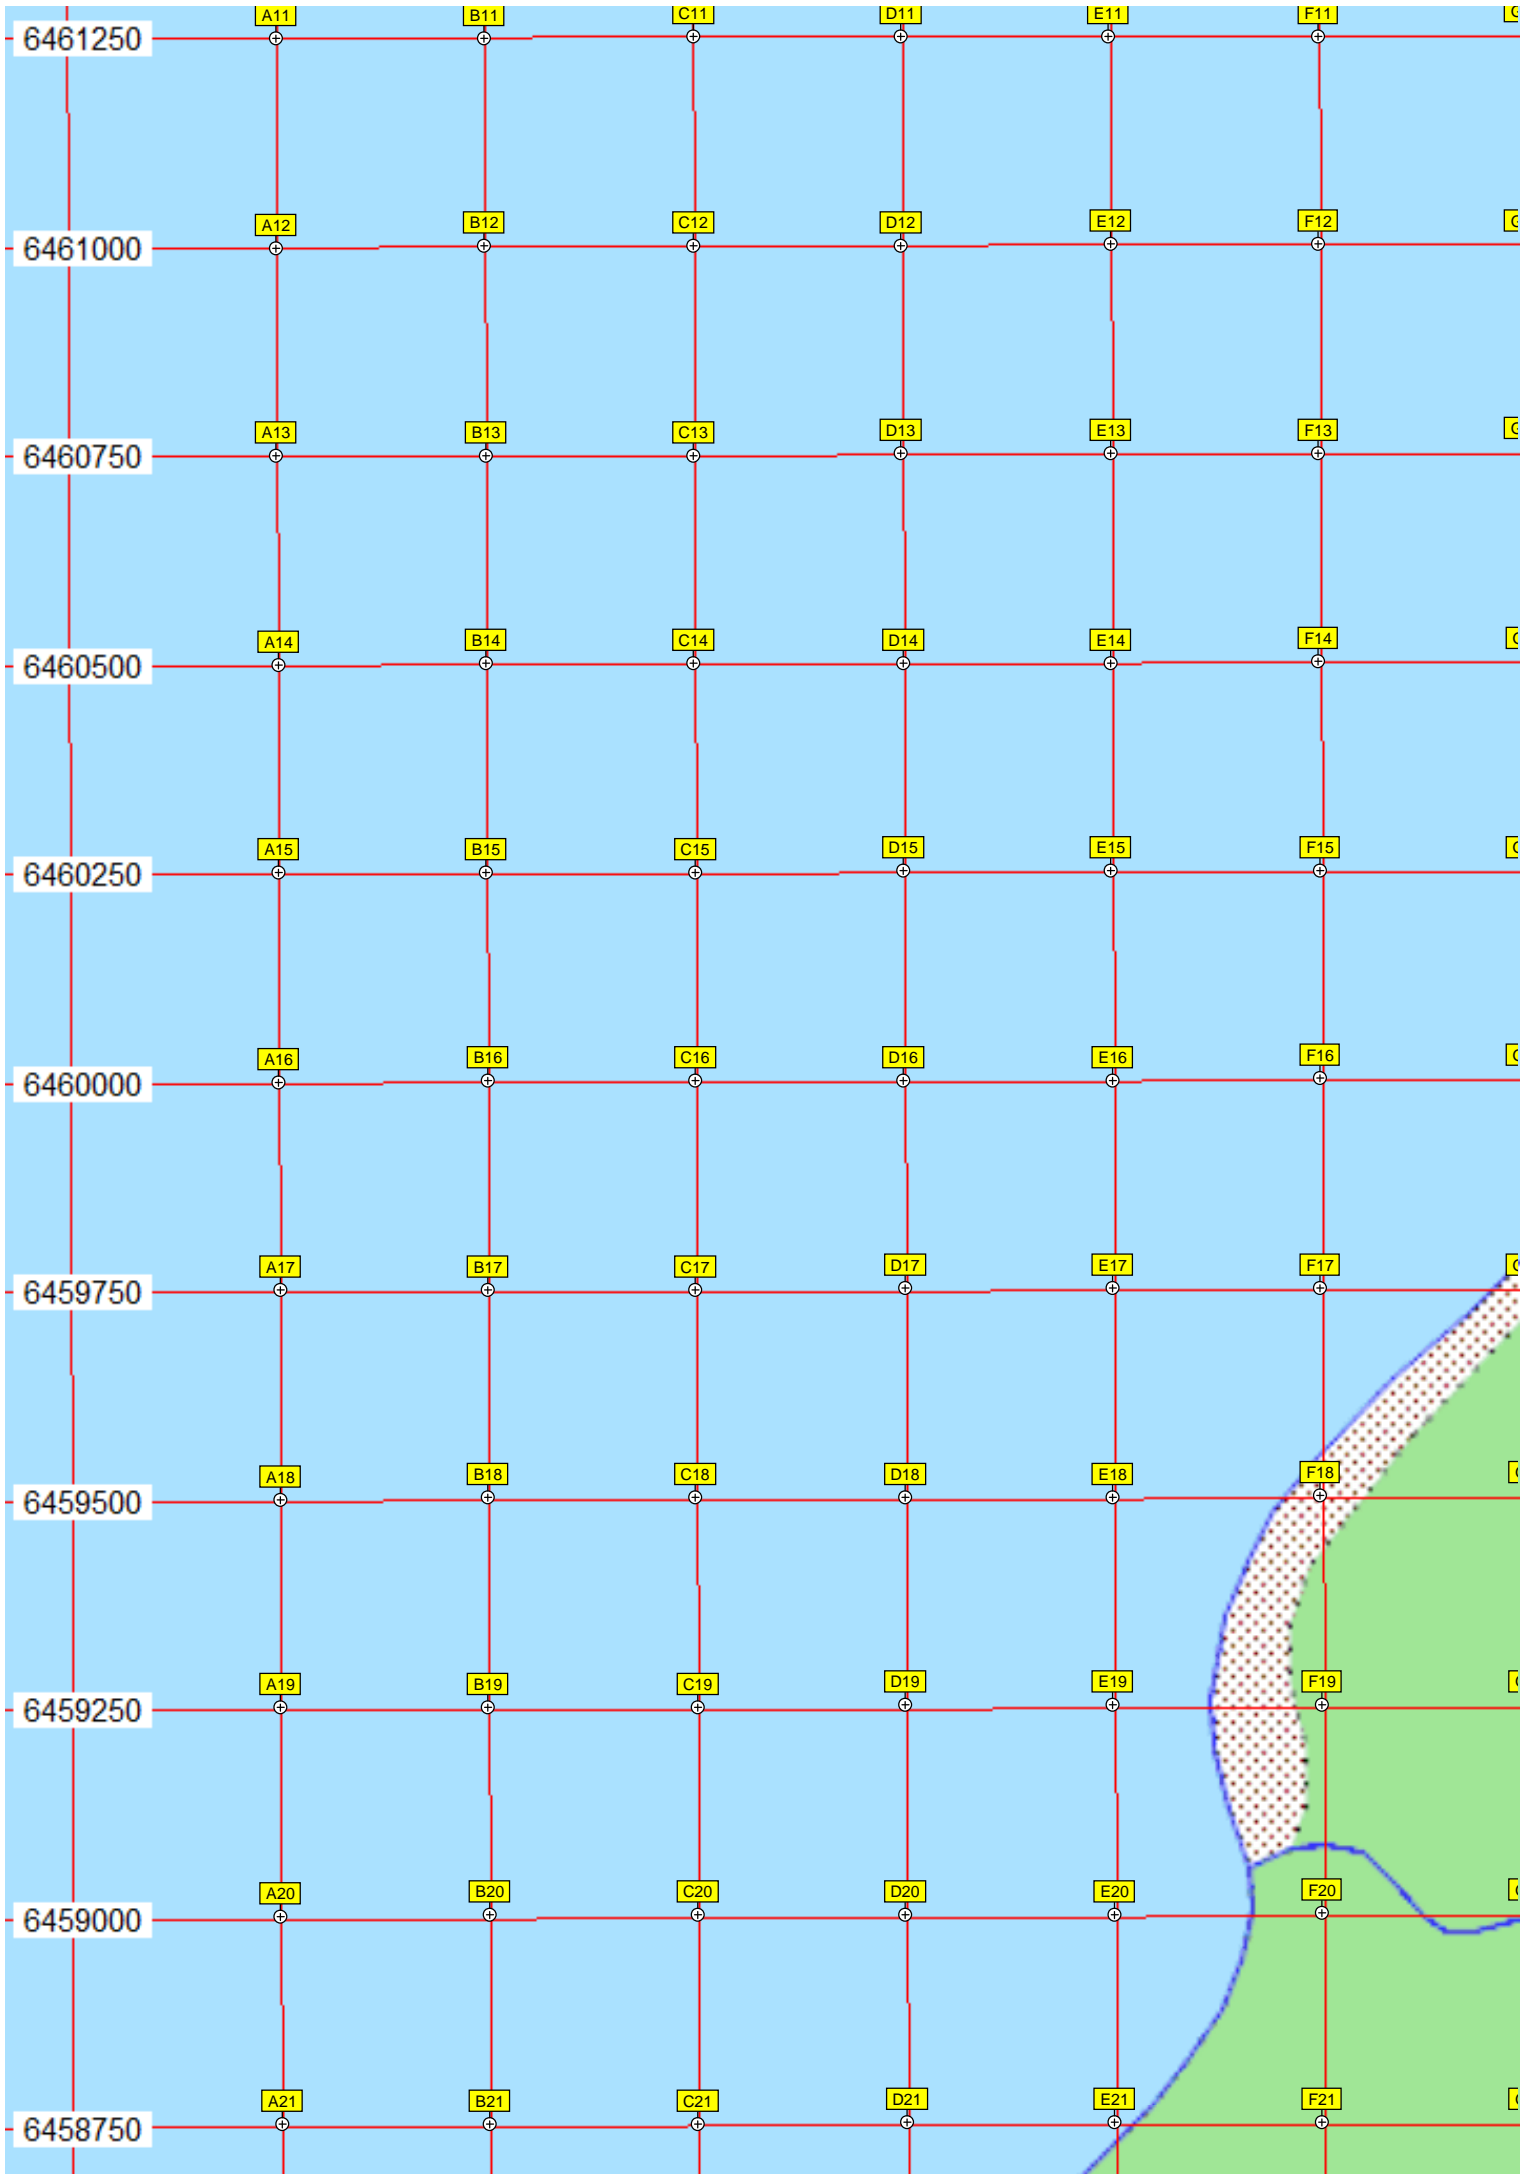 A11 B11 C11 D11 E11 F11
6461250
A12 B12 C12 D12 E12 F12
6461000
A13 B13 C13 D13 E13 F13
6460750
A14 B14 C14 D14 E14 F14
6460500
A15 B15 C15 D15 E15 F15
6460250
A16 B16 C16 D16 E16 F16
6460000
A17 B17 C17 D17 E17 F17
6459750
A18 B18 C18 D18 E18 F18
6459500
A19 B19 C19 D19 E19 F19
6459250
A20 B20 C20 D20 E20 F20
6459000
A21 B21 C21 D21 E21 F21
6458750